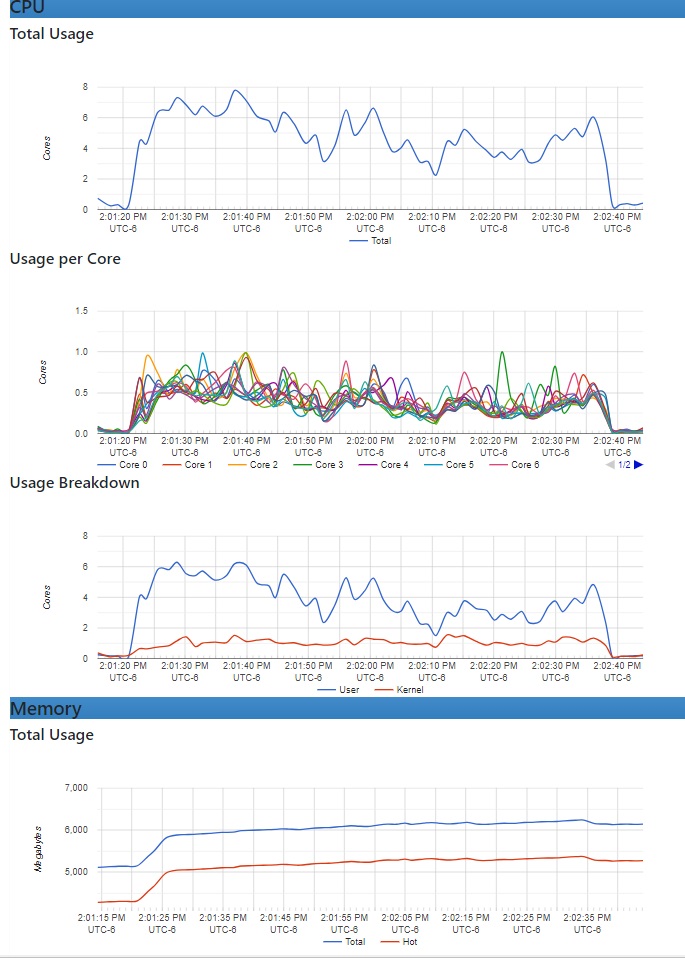 CPU
Total Usage
8
6
4
2
0
Cores
2:01:20 PM 2:01:30 PM 2:01:40 PM 2:01:50 PM 2:02:00 PM 2:02:10 PM 2:02:20 PM 2:02:30 PM 2:02:40 PM
UTC-6 UTC-6 UTC-6 UTC-6 UTC-6 UTC-6 UTC-6 UTC-6 UTC-6
Total
Usage per Core
1.5
1.0
0.5
0.0
Cores
2:01:20 PM 2:01:30 PM 2:01:40 PM 2:01:50 PM 2:02:00 PM 2:02:10 PM 2:02:20 PM 2:02:30 PM 2:02:40 PM
UTC-6 UTC-6 UTC-6 UTC-6 UTC-6 UTC-6 UTC-6 UTC-6 UTC-6
Core 0 Core 1 Core 2 Core 3 Core 4 Core 5 Core 6 1/2
Usage Breakdown
8
6
4
2
0
Cores
2:01:20 PM 2:01:30 PM 2:01:40 PM 2:01:50 PM 2:02:00 PM 2:02:10 PM 2:02:20 PM 2:02:30 PM 2:02:40 PM
UTC-6 UTC-6 UTC-6 UTC-6 UTC-6 UTC-6 UTC-6 UTC-6 UTC-6
User Kernel
Memory
Total Usage
7,000
6,000
5,000
Megabytes
2:01:15 PM 2:01:25 PM 2:01:35 PM 2:01:45 PM 2:01:55 PM 2:02:05 PM 2:02:15 PM 2:02:25 PM 2:02:35 PM
UTC-6 UTC-6 UTC-6 UTC-6 UTC-6 UTC-6 UTC-6 UTC-6 UTC-6
Total Hot